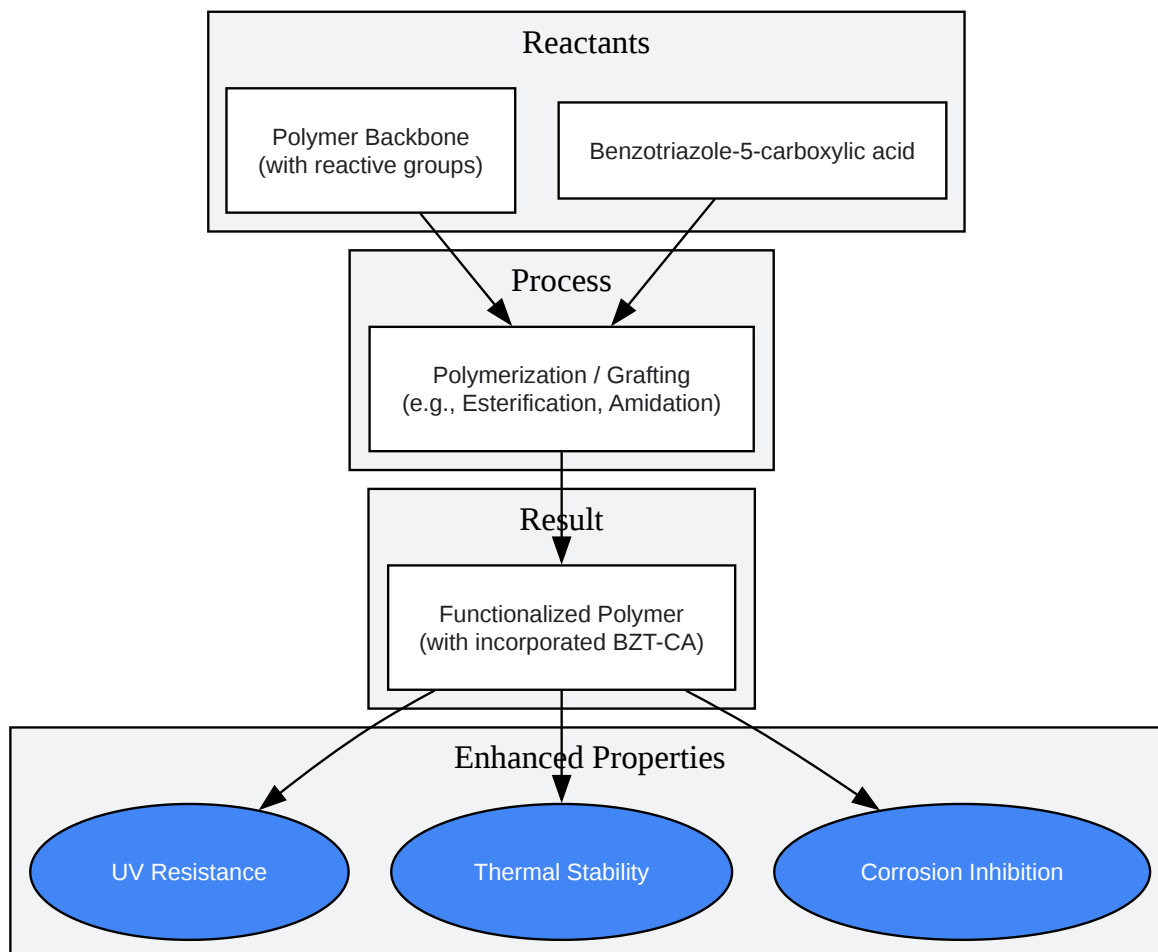 Reactants
Polymer Backbone
(with reactive groups)
Benzotriazole-5-carboxylic acid
Process
Polymerization / Grafting
(e.g., Esterification, Amidation)
Result
Functionalized Polymer
(with incorporated BZT-CA)
Enhanced Properties
UV Resistance
Thermal Stability
Corrosion Inhibition